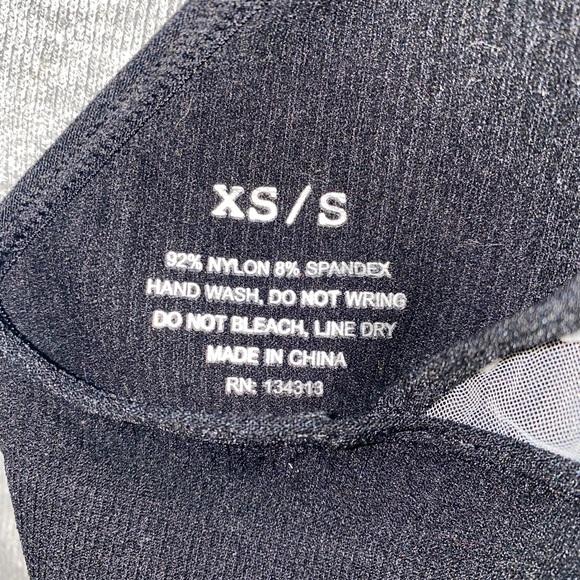 XS/S
92% NYLON 8% SPANDEX
HAND WASH, DO NOT WRING
DO NOT BLEACH, LINE DRY
MADE IN CHINA
RN: 134313